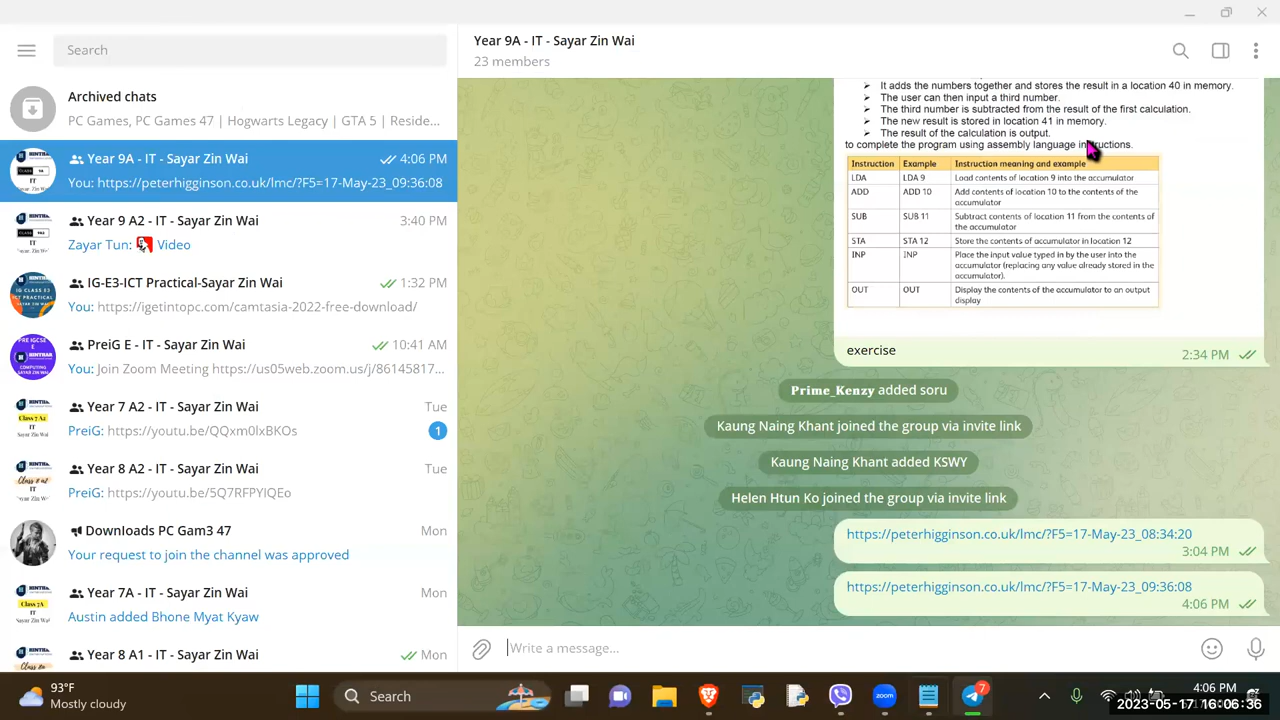 Search
Archived chats
PC Games, PC Games 47 | Hogwarts Legacy | GTA 5 | Reside...
Year 9A - IT - Sayar Zin Wai
4:06 PM
You: https://peterhigginson.co.uk/lmc/?F5=17-May-23_09:36:08
Year 9 A2 - IT - Sayar Zin Wai
3:40 PM
Zayar Tun: Video
IG-E3-ICT Practical-Sayar Zin Wai
1:32 PM
You: https://igetintopc.com/camtasia-2022-free-download/
PreiG E - IT - Sayar Zin Wai
10:41 AM
You: Join Zoom Meeting https://us05web.zoom.us/j/86145817...
Year 7 A2 - IT - Sayar Zin Wai
Tue
PreiG: https://youtu.be/QQxm0lxBKOs
1
Year 8 A2 - IT - Sayar Zin Wai
Tue
PreiG: https://youtu.be/5Q7RFPYIQEo
Downloads PC Gam3 47
Mon
Your request to join the channel was approved
Year 7A - IT - Sayar Zin Wai
Mon
Austin added Bhone Myat Kyaw
Year 8 A1 - IT - Sayar Zin Wai
Mon
Year 9A - IT - Sayar Zin Wai
23 members
It adds the numbers together and stores the result in a location 40 in memory.
The user can then input a third number.
The third number is subtracted from the result of the first calculation.
The new result is stored in location 41 in memory.
The result of the calculation is output.
to complete the program using assembly language instructions.
Instruction Example Instruction meaning and example
LDA LDA 9 Load contents of location 9 into the accumulator
ADD ADD 10 Add contents of location 10 to the contents of the
accumulator
SUB SUB 11 Subtract contents of location 11 from the contents of
the accumulator
STA STA 12 Store the contents of accumulator in location 12
INP INP Place the input value typed in by the user into the
accumulator (replacing any value already stored in the
accumulator).
OUT OUT Display the contents of the accumulator to an output
display
exercise
2:34 PM
Prime_Kenzy added soru
Kaung Naing Khant joined the group via invite link
Kaung Naing Khant added KSWY
Helen Htun Ko joined the group via invite link
https://peterhigginson.co.uk/lmc/?F5=17-May-23_08:34:20
3:04 PM
https://peterhigginson.co.uk/lmc/?F5=17-May-23_09:36:08
4:06 PM
Write a message...
93°F
Mostly cloudy
Search
zoom
7
4:06 PM
2023-05-17 16:06:36